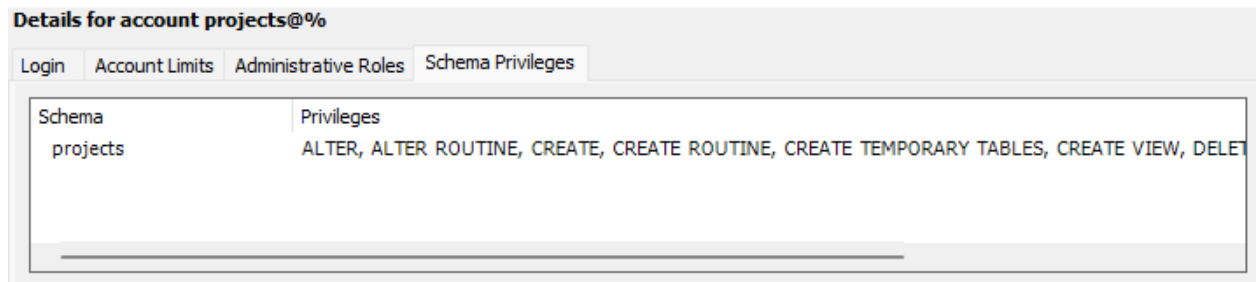 Details for account projects@%
Login Account Limits Administrative Roles Schema Privileges
Schema Privileges
projects ALTER, ALTER ROUTINE, CREATE, CREATE ROUTINE, CREATE TEMPORARY TABLES, CREATE VIEW, DELET